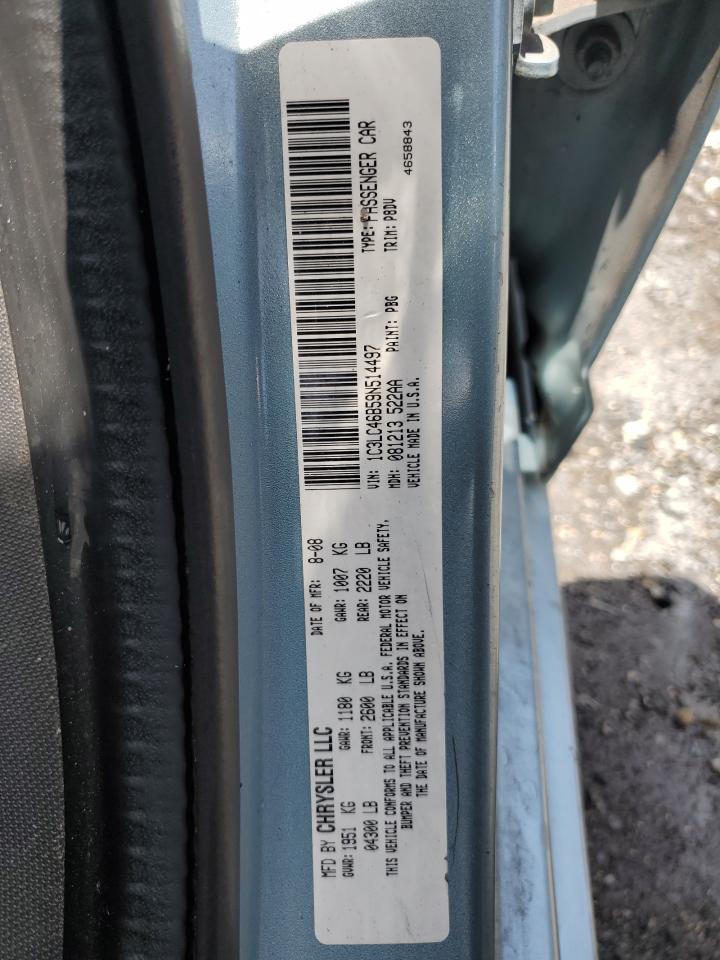 MFD BY CHRYSLER LLC DATE OF MFR: 8-08
GVWR: 1951 KG GAWR: 1180 KG GAWR: 1007 KG
04300 LB FRONT: 2600 LB REAR: 2220 LB
THIS VEHICLE CONFORMS TO ALL APPLICABLE U.S.A. FEDERAL MOTOR VEHICLE SAFETY,
BUMPER AND THEFT PREVENTION STANDARDS IN EFFECT ON
THE DATE OF MANUFACTURE SHOWN ABOVE.
VIN: 1C3LC46B59N514497 TYPE: PASSENGER CAR
MDH: 081213 522AA PAINT: PBG TRIM: P8DV
VEHICLE MADE IN U.S.A. 4658843